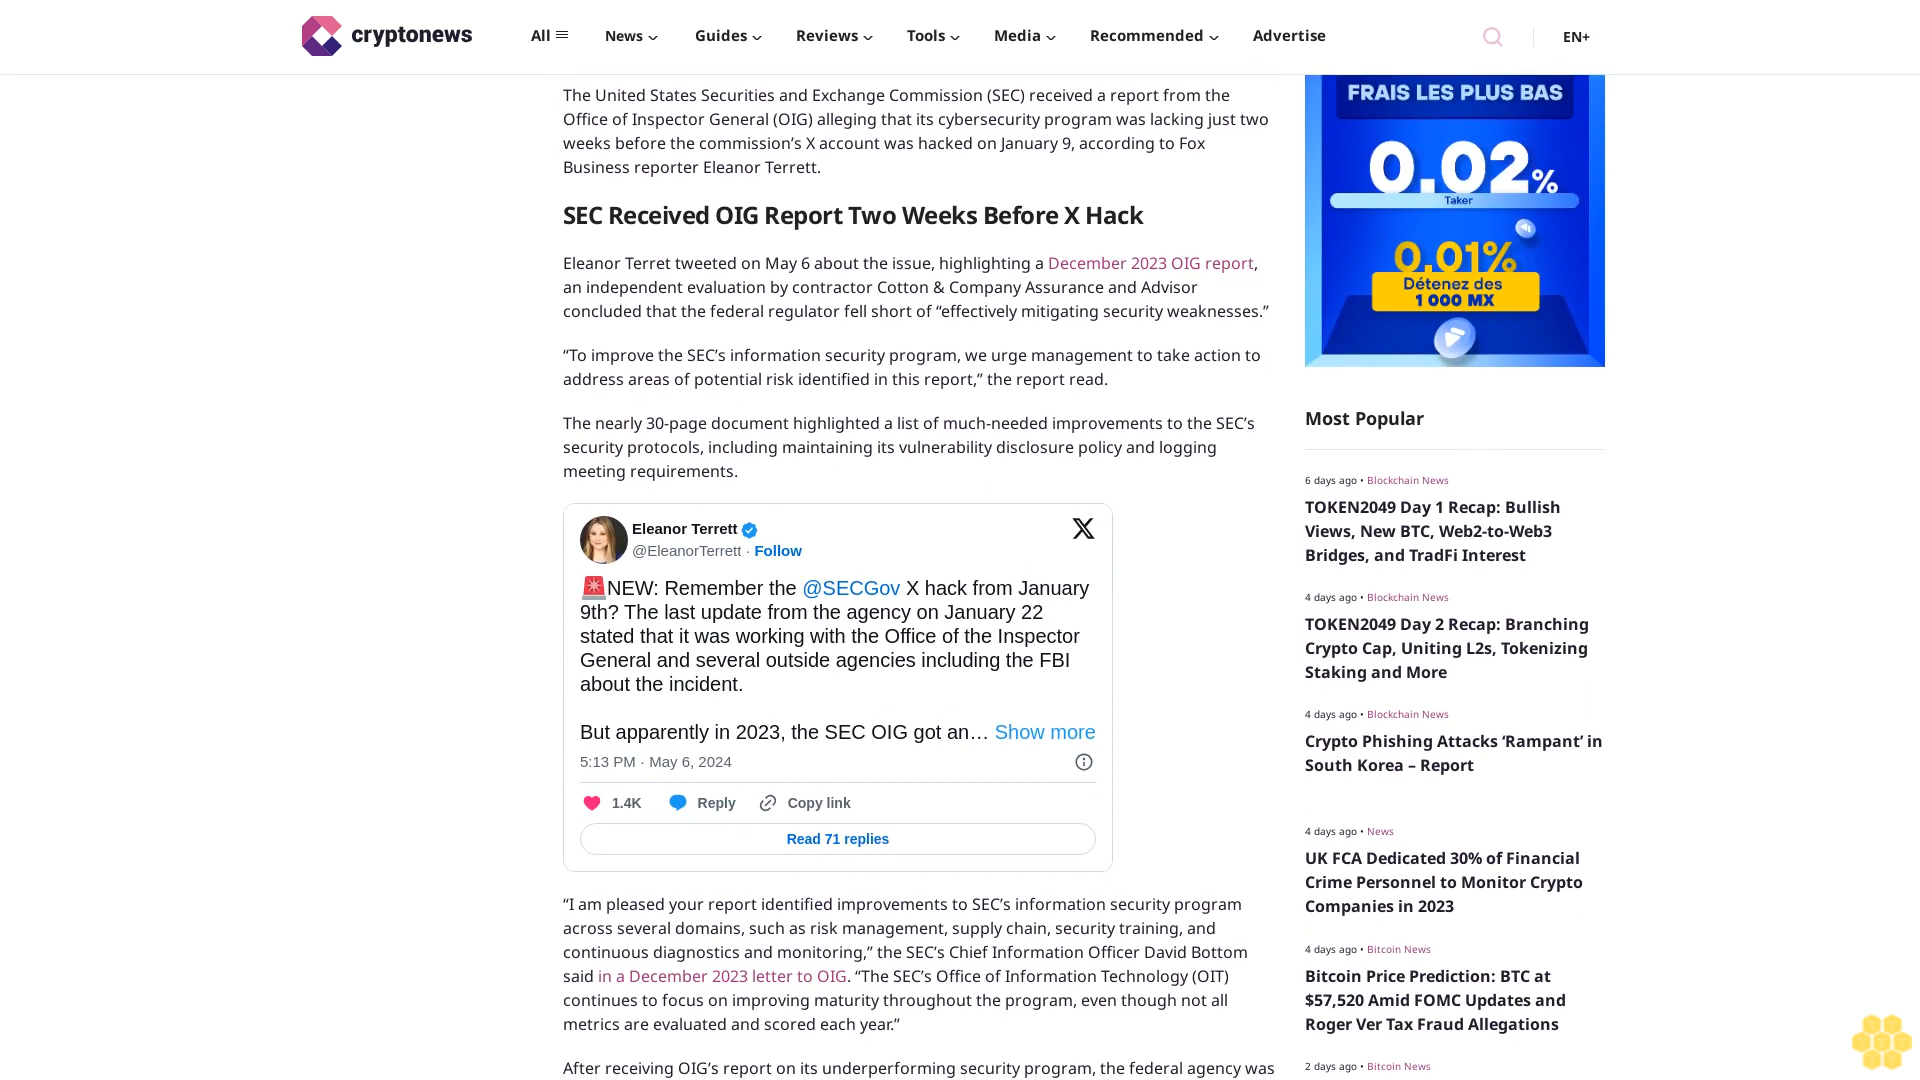 cryptonews
All
News
Guides
Reviews
Tools
Media
Recommended
Advertise
EN+
The United States Securities and Exchange Commission (SEC) received a report from the
Office of Inspector General (OIG) alleging that its cybersecurity program was lacking just two
weeks before the commission’s X account was hacked on January 9, according to Fox
Business reporter Eleanor Terrett.
SEC Received OIG Report Two Weeks Before X Hack
Eleanor Terret tweeted on May 6 about the issue, highlighting a December 2023 OIG report,
an independent evaluation by contractor Cotton & Company Assurance and Advisor
concluded that the federal regulator fell short of “effectively mitigating security weaknesses.”
“To improve the SEC’s information security program, we urge management to take action to
address areas of potential risk identified in this report,” the report read.
The nearly 30-page document highlighted a list of much-needed improvements to the SEC’s
security protocols, including maintaining its vulnerability disclosure policy and logging
meeting requirements.
Eleanor Terrett
@EleanorTerrett · Follow
🚨NEW: Remember the @SECGov X hack from January
9th? The last update from the agency on January 22
stated that it was working with the Office of the Inspector
General and several outside agencies including the FBI
about the incident.
But apparently in 2023, the SEC OIG got an… Show more
5:13 PM · May 6, 2024
1.4K
Reply
Copy link
Read 71 replies
“I am pleased your report identified improvements to SEC’s information security program
across several domains, such as risk management, supply chain, security training, and
continuous diagnostics and monitoring,” the SEC’s Chief Information Officer David Bottom
said in a December 2023 letter to OIG. “The SEC’s Office of Information Technology (OIT)
continues to focus on improving maturity throughout the program, even though not all
metrics are evaluated and scored each year.”
After receiving OIG’s report on its underperforming security program, the federal agency was
FRAIS LES PLUS BAS
0.02%
Taker
0.01%
Détenez des
1 000 MX
Most Popular
6 days ago • Blockchain News
TOKEN2049 Day 1 Recap: Bullish
Views, New BTC, Web2-to-Web3
Bridges, and TradFi Interest
4 days ago • Blockchain News
TOKEN2049 Day 2 Recap: Branching
Crypto Cap, Uniting L2s, Tokenizing
Staking and More
4 days ago • Blockchain News
Crypto Phishing Attacks ‘Rampant’ in
South Korea – Report
4 days ago • News
UK FCA Dedicated 30% of Financial
Crime Personnel to Monitor Crypto
Companies in 2023
4 days ago • Bitcoin News
Bitcoin Price Prediction: BTC at
$57,520 Amid FOMC Updates and
Roger Ver Tax Fraud Allegations
2 days ago • Bitcoin News